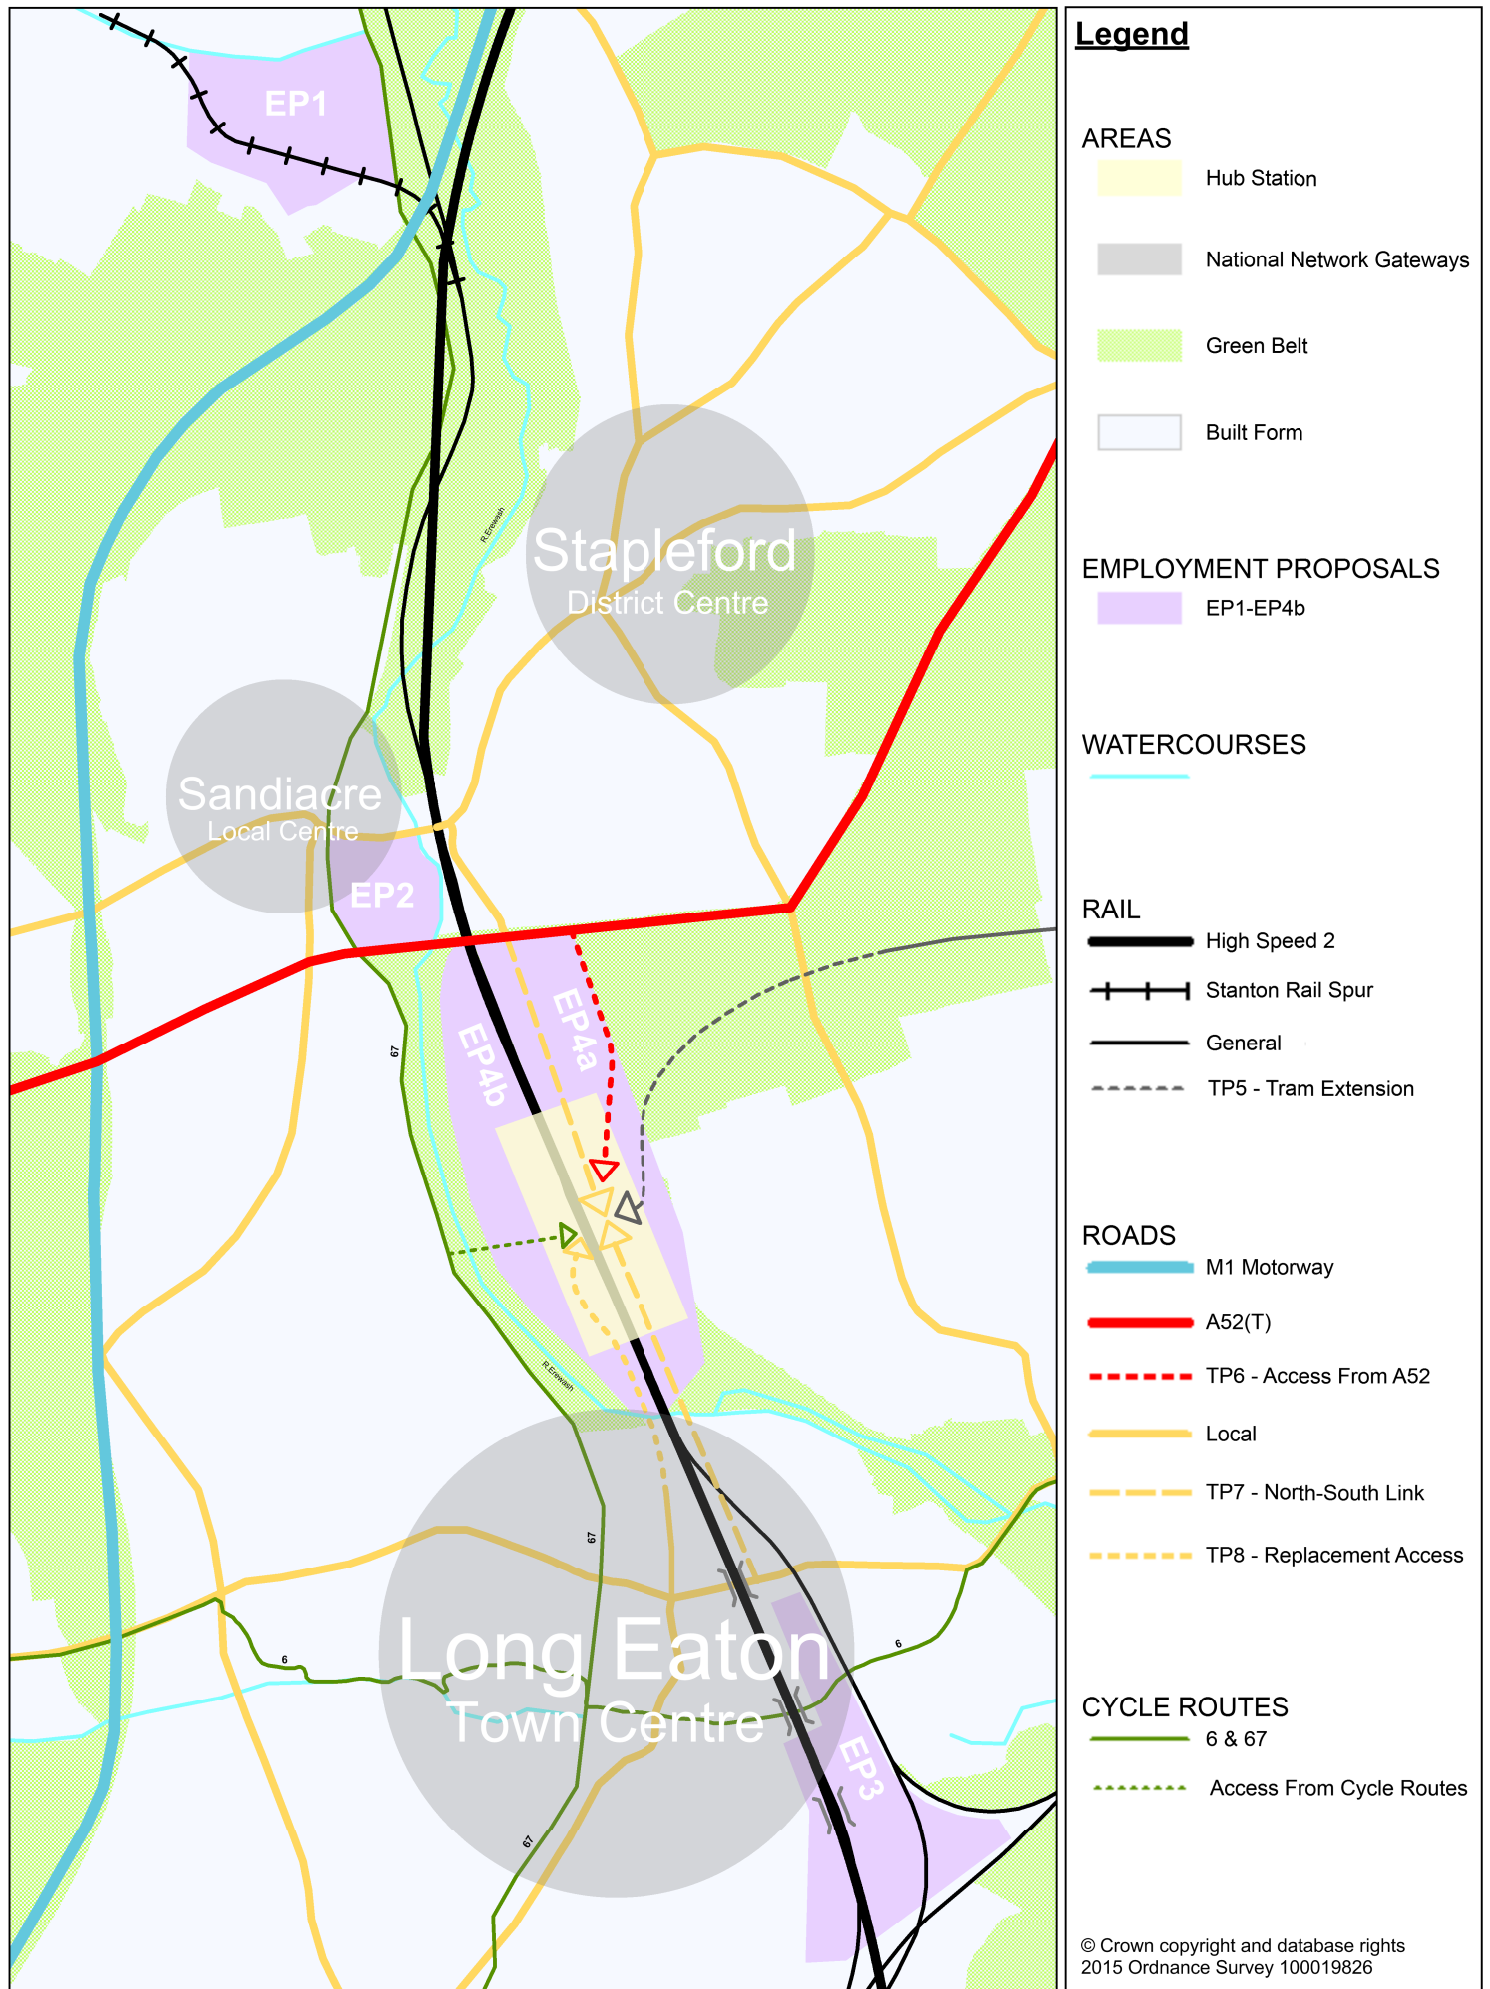 EP1
R.Erewash
Stapleford
District Centre
Sandiacre
Local Centre
EP2
67
EP4a
EP4b
R.Erewash
67
Long Eaton
Town Centre
6
6
EP3
67
Legend
AREAS
Hub Station
National Network Gateways
Green Belt
Built Form
EMPLOYMENT PROPOSALS
EP1-EP4b
WATERCOURSES
RAIL
High Speed 2
Stanton Rail Spur
General
TP5 - Tram Extension
ROADS
M1 Motorway
A52(T)
TP6 - Access From A52
Local
TP7 - North-South Link
TP8 - Replacement Access
CYCLE ROUTES
6 & 67
Access From Cycle Routes
© Crown copyright and database rights
2015 Ordnance Survey 100019826